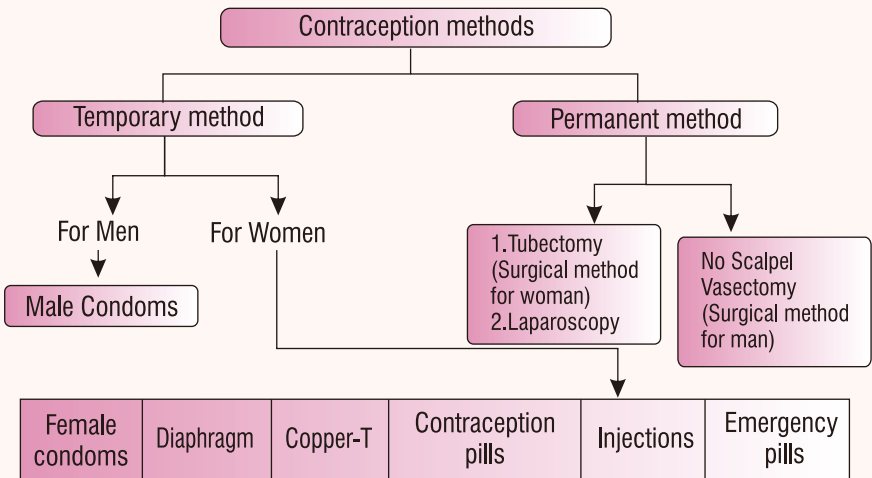 Contraception methods
Temporary method
Permanent method
For Men
For Women
Male Condoms
1.Tubectomy
(Surgical method
for woman)
2.Laparoscopy
No Scalpel
Vasectomy
(Surgical method
for man)
Female
condoms
Diaphragm
Copper-T
Contraception
pills
Injections
Emergency
pills